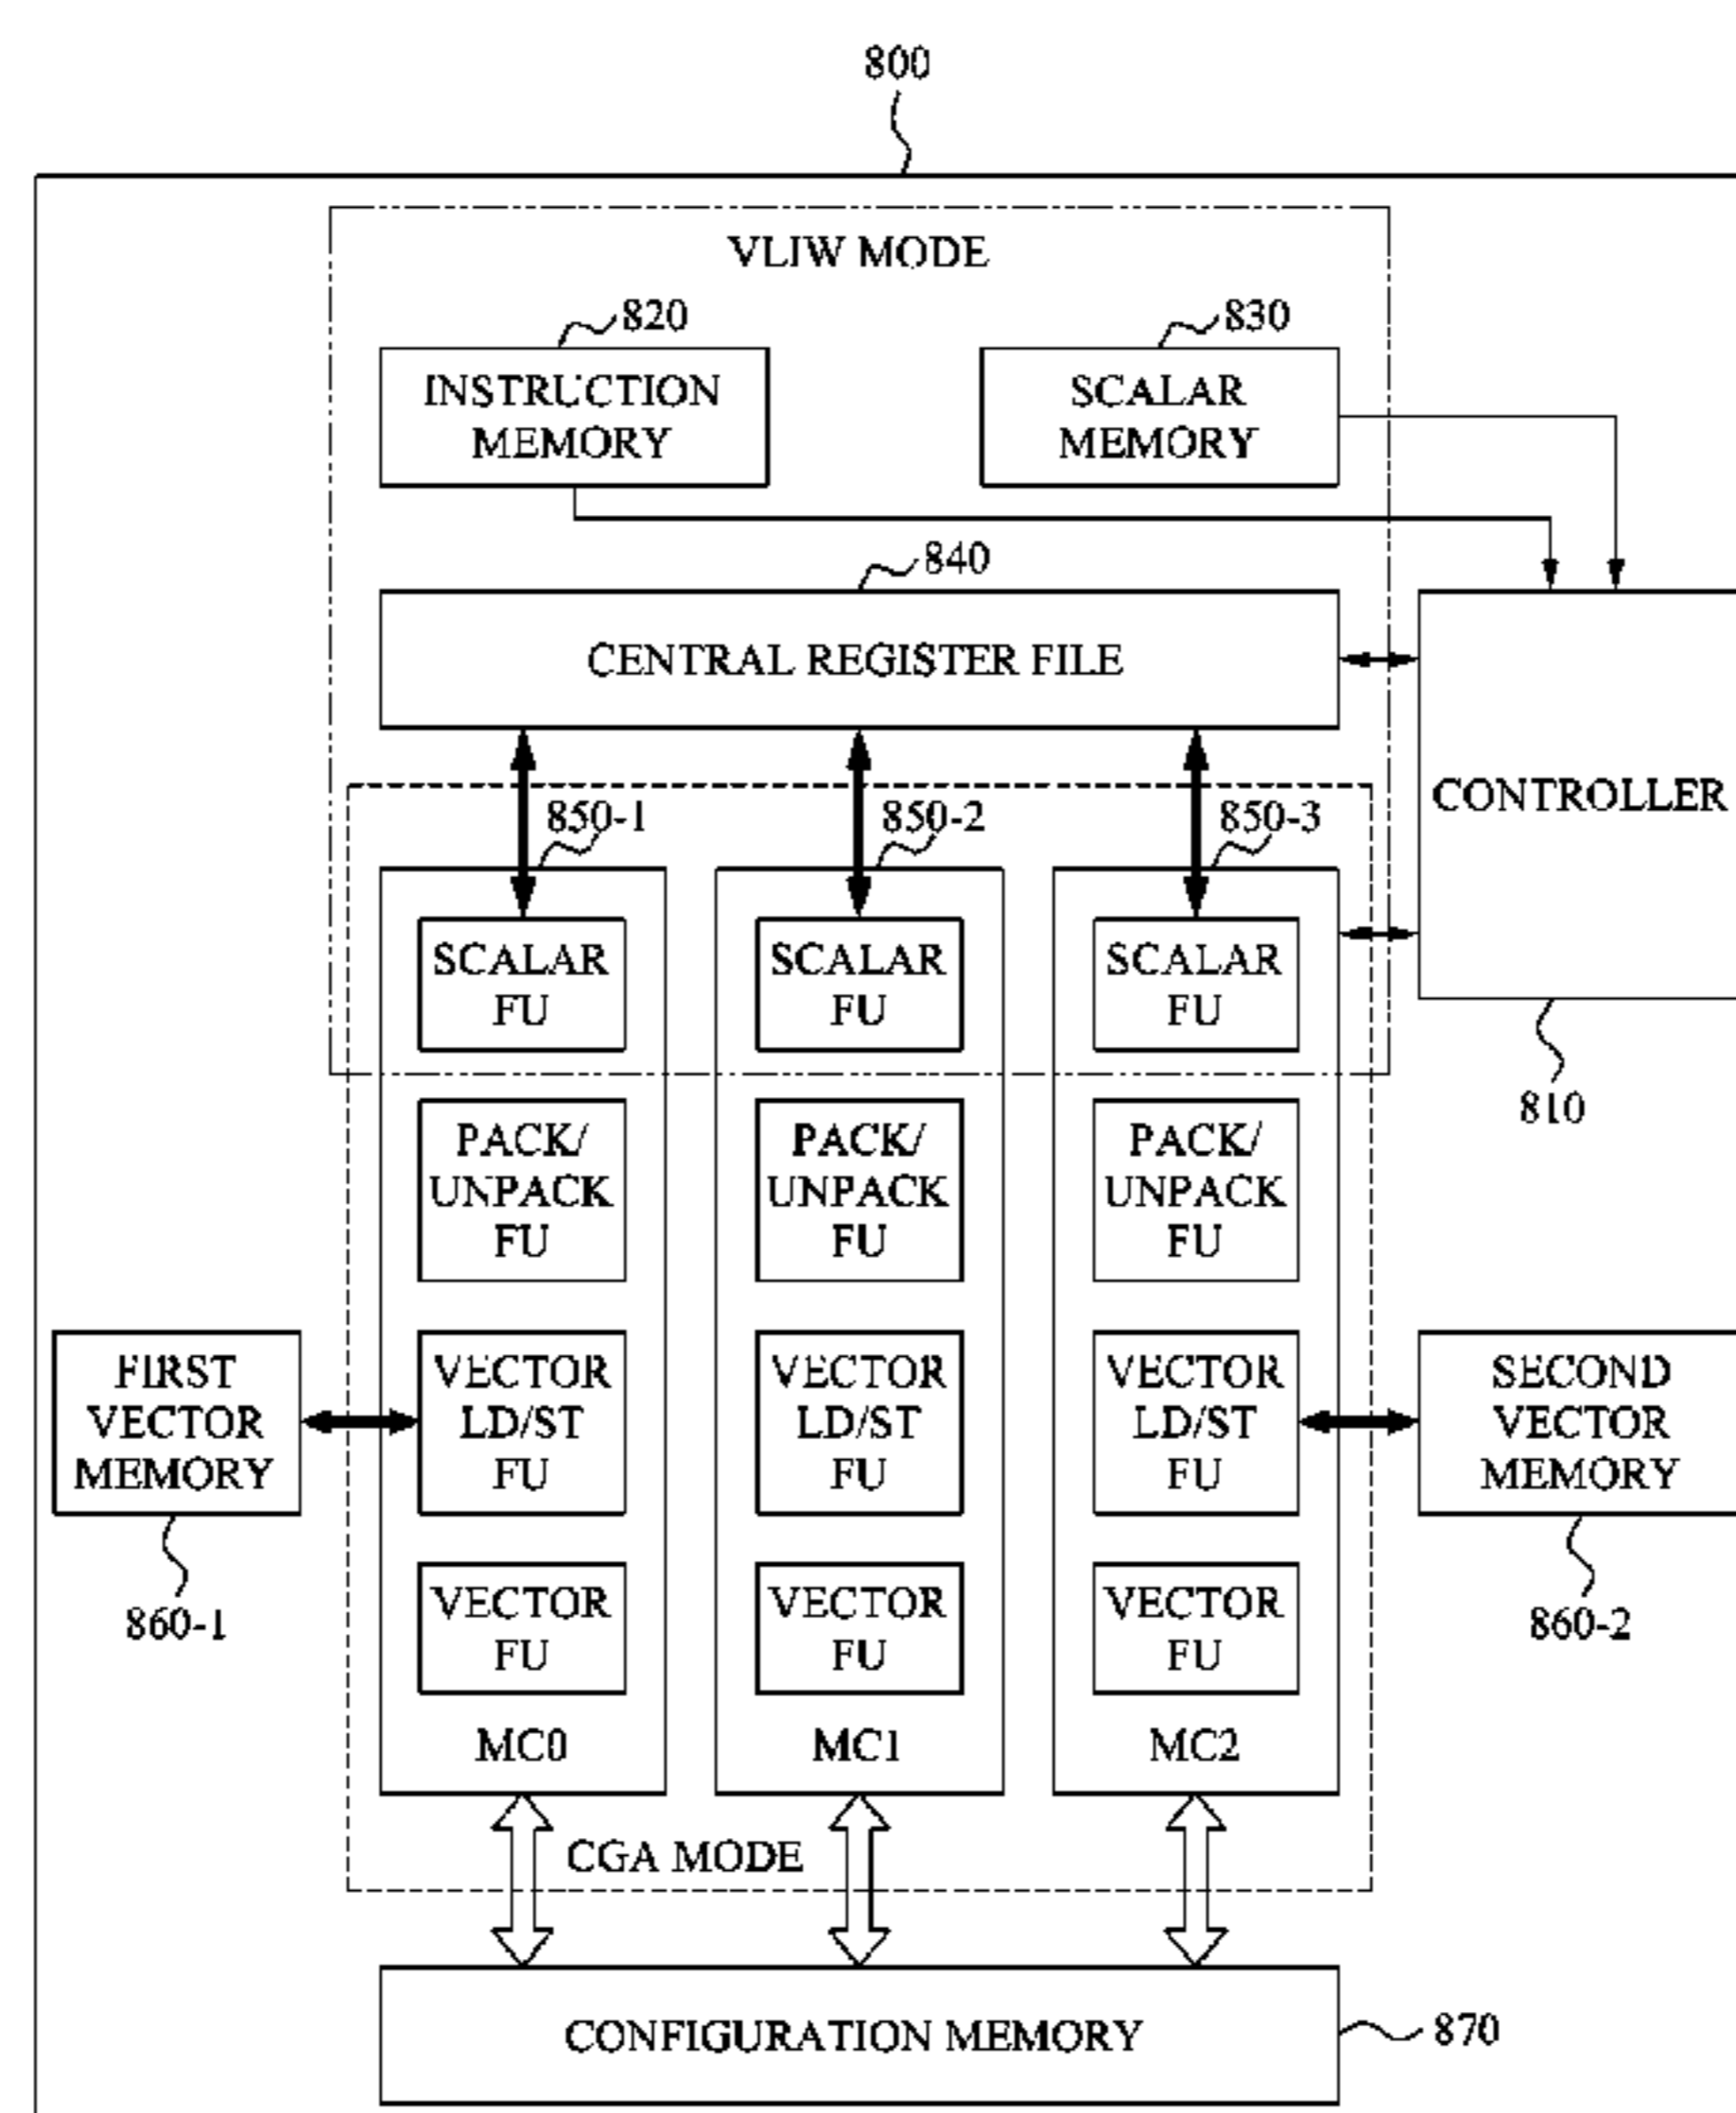 800
VLIW MODE
820
830
INSTRUCTION
MEMORY
SCALAR
MEMORY
840
CENTRAL REGISTER FILE
CONTROLLER
810
850-1
850-2
850-3
SCALAR
FU
SCALAR
FU
SCALAR
FU
PACK/
UNPACK
FU
PACK/
UNPACK
FU
PACK/
UNPACK
FU
FIRST
VECTOR
MEMORY
860-1
VECTOR
LD/ST
FU
VECTOR
LD/ST
FU
VECTOR
LD/ST
FU
SECOND
VECTOR
MEMORY
860-2
VECTOR
FU
VECTOR
FU
VECTOR
FU
MC0
MC1
MC2
CGA MODE
CONFIGURATION MEMORY
870